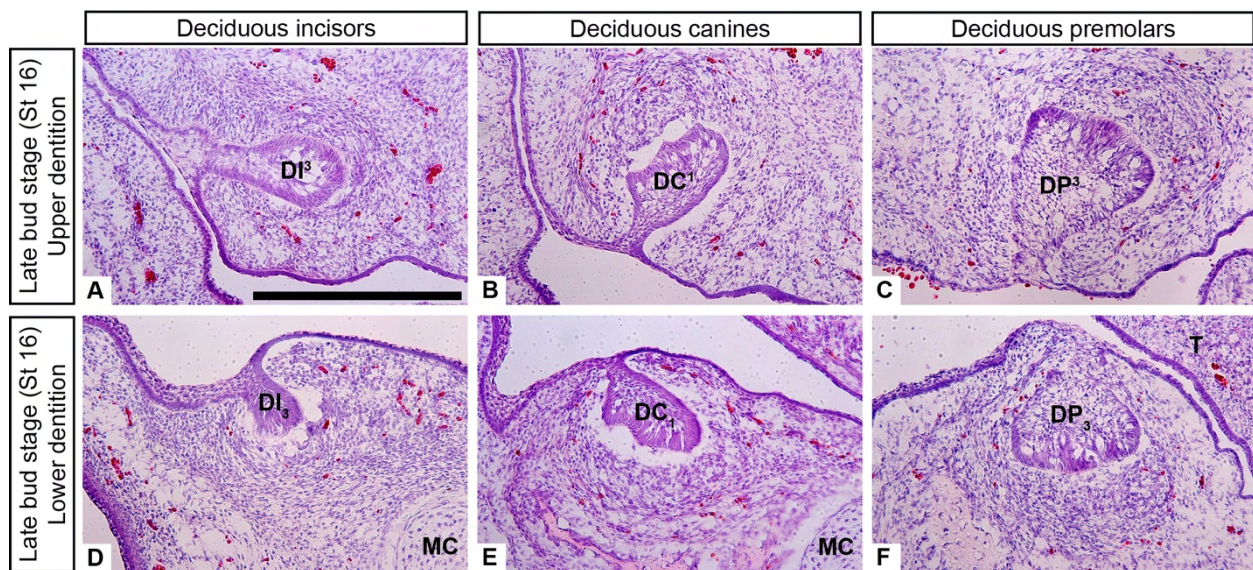 Deciduous incisors
Deciduous canines
Deciduous premolars
Late bud stage (St 16)
Upper dentition
DI³
A
DC¹
B
DP³
C
Late bud stage (St 16)
Lower dentition
DI₃
MC
D
DC₁
MC
E
T
DP₃
F